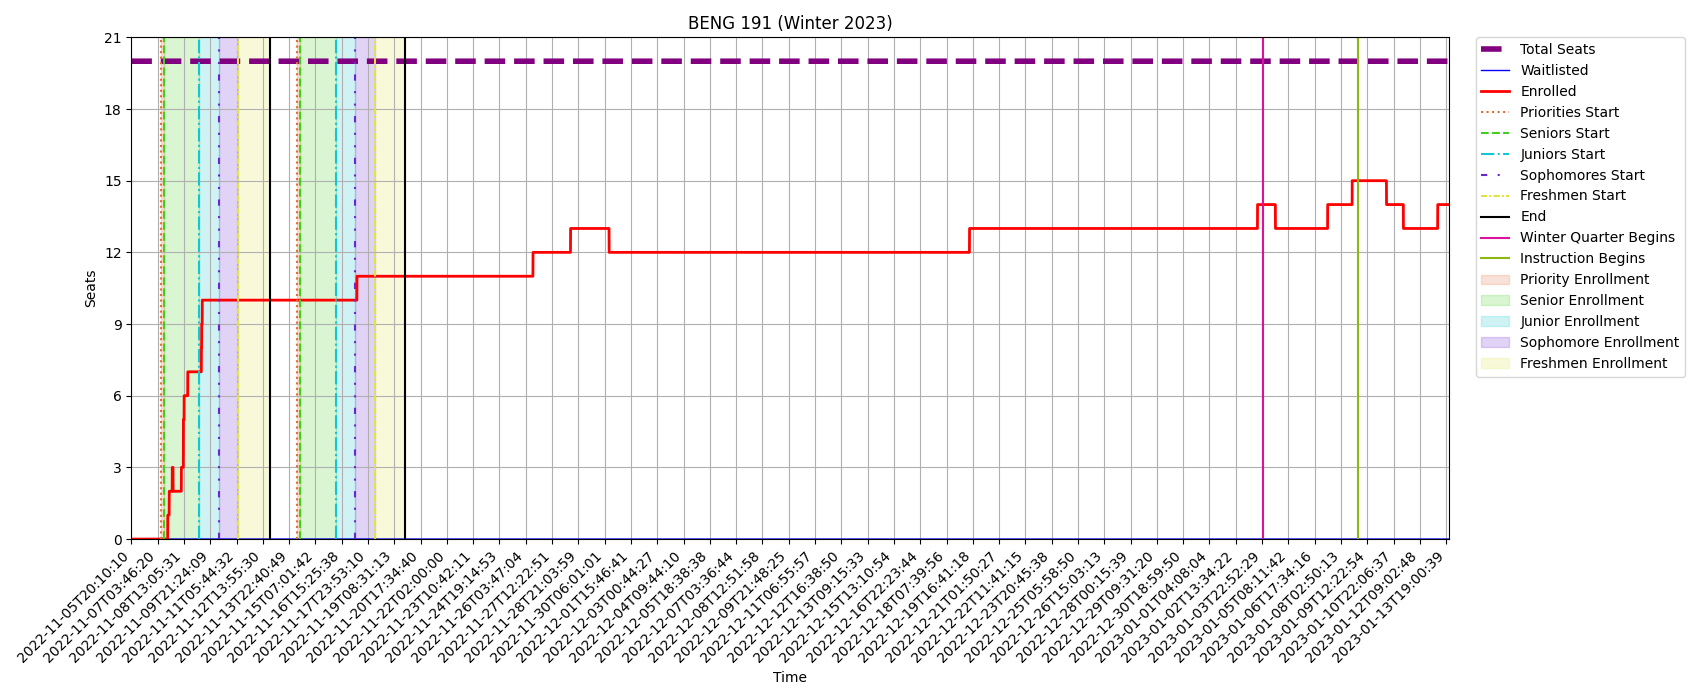 BENG 191 (Winter 2023)
21
18
15
12
9
6
3
0
Seats
2022-11-05T20:10:10
2022-11-07T03:46:20
2022-11-08T13:05:31
2022-11-09T21:24:09
2022-11-11T05:44:32
2022-11-12T13:55:30
2022-11-13T22:40:49
2022-11-15T07:01:42
2022-11-16T15:25:38
2022-11-17T23:53:10
2022-11-19T08:31:13
2022-11-20T17:34:40
2022-11-22T02:00:00
2022-11-23T10:42:11
2022-11-24T19:14:53
2022-11-26T03:47:04
2022-11-27T12:22:51
2022-11-28T21:03:59
2022-11-30T06:01:01
2022-12-01T15:46:41
2022-12-03T00:44:27
2022-12-04T09:44:10
2022-12-05T18:38:38
2022-12-07T03:36:44
2022-12-08T12:51:58
2022-12-09T21:48:25
2022-12-11T06:55:57
2022-12-12T16:38:50
2022-12-13T09:15:33
2022-12-15T13:10:54
2022-12-16T22:23:44
2022-12-18T07:39:56
2022-12-19T16:41:18
2022-12-21T01:50:27
2022-12-22T11:41:15
2022-12-23T20:45:38
2022-12-25T05:58:50
2022-12-26T15:03:13
2022-12-28T00:15:39
2022-12-29T09:31:20
2022-12-30T18:59:50
2023-01-01T04:08:04
2023-01-02T13:34:22
2023-01-03T22:52:29
2023-01-05T08:11:42
2023-01-06T17:34:16
2023-01-08T02:50:13
2023-01-09T12:22:54
2023-01-10T22:06:37
2023-01-12T09:02:48
2023-01-13T19:00:39
Time
Total Seats
Waitlisted
Enrolled
Priorities Start
Seniors Start
Juniors Start
Sophomores Start
Freshmen Start
End
Winter Quarter Begins
Instruction Begins
Priority Enrollment
Senior Enrollment
Junior Enrollment
Sophomore Enrollment
Freshmen Enrollment